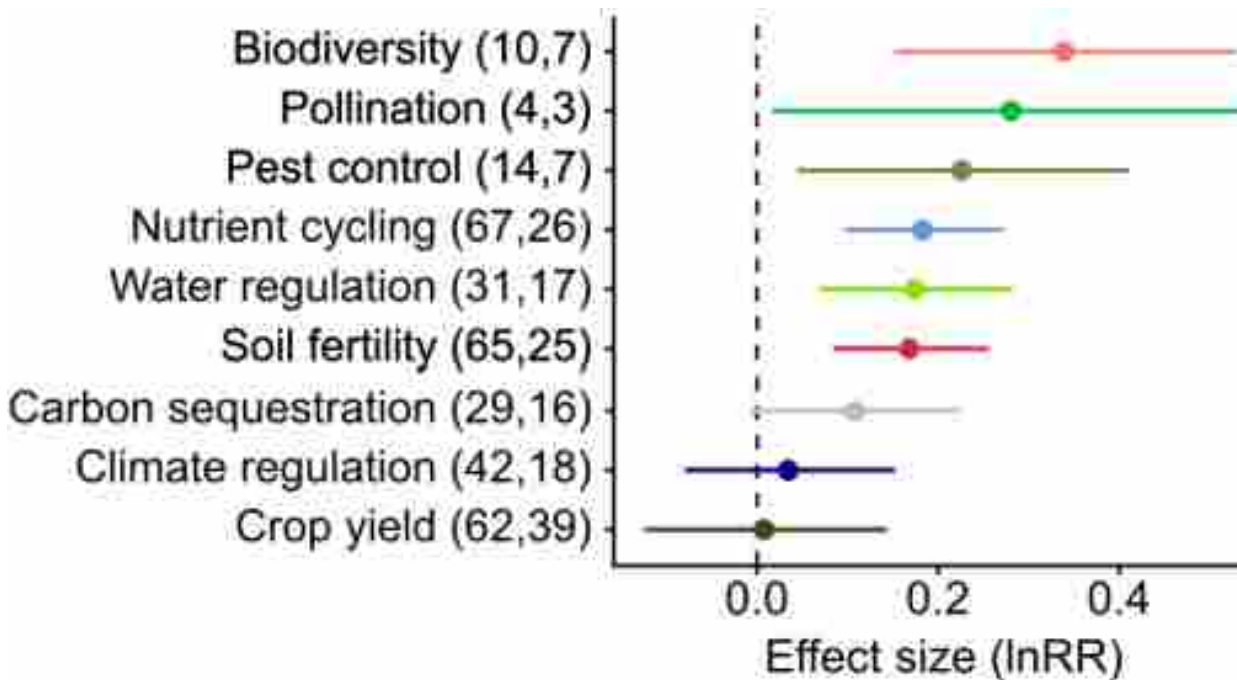 Biodiversity (10,7)
Pollination (4,3)
Pest control (14,7)
Nutrient cycling (67,26)
Water regulation (31,17)
Soil fertility (65,25)
Carbon sequestration (29,16)
Climate regulation (42,18)
Crop yield (62,39)
0.0 0.2 0.4
Effect size (lnRR)